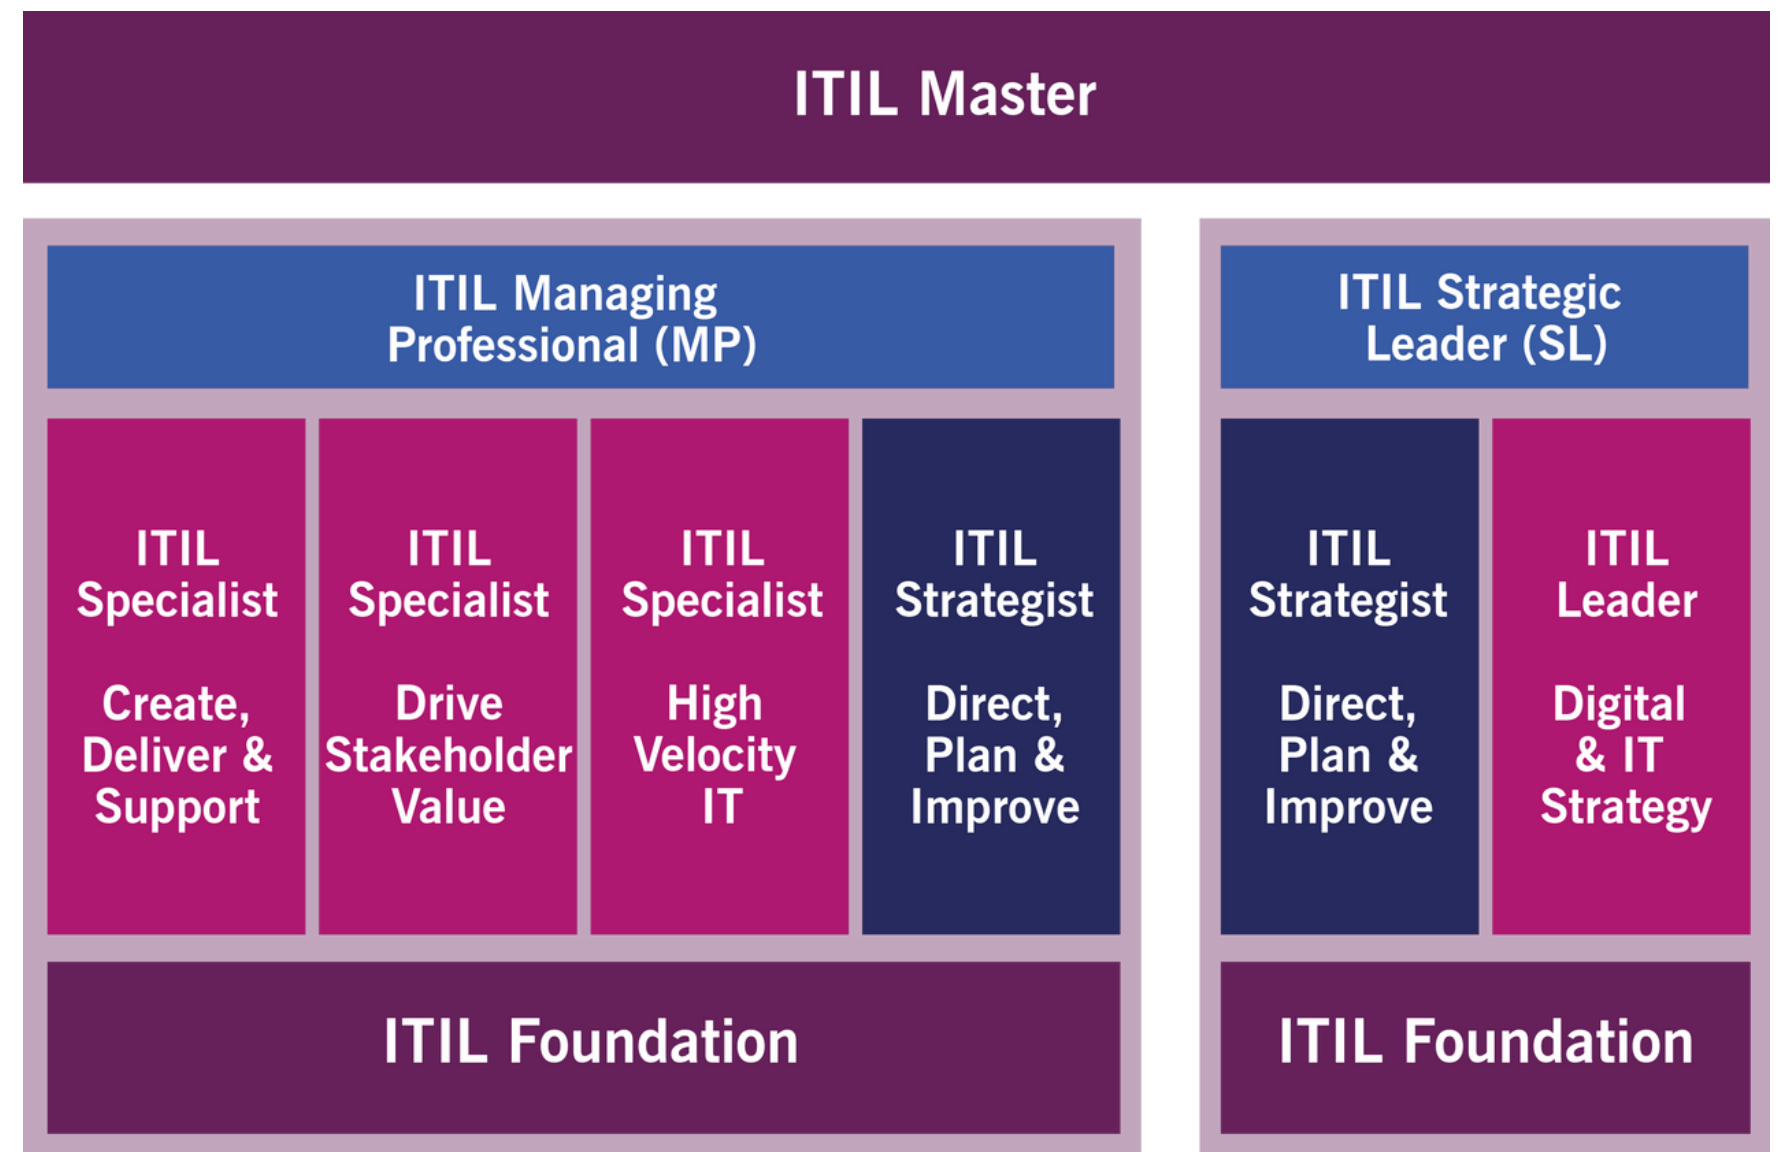 ITIL Master
ITIL Managing
Professional (MP)
ITIL Specialist
Create,
Deliver &
Support
ITIL
Specialist
Drive
Stakeholder
Value
ITIL
Specialist
High
Velocity
IT
ITIL
Strategist
Direct,
Plan &
Improve
ITIL Foundation
ITIL Strategic
Leader (SL)
ITIL
Strategist
Direct,
Plan &
Improve
ITIL
Leader
Digital
& IT
Strategy
ITIL Foundation